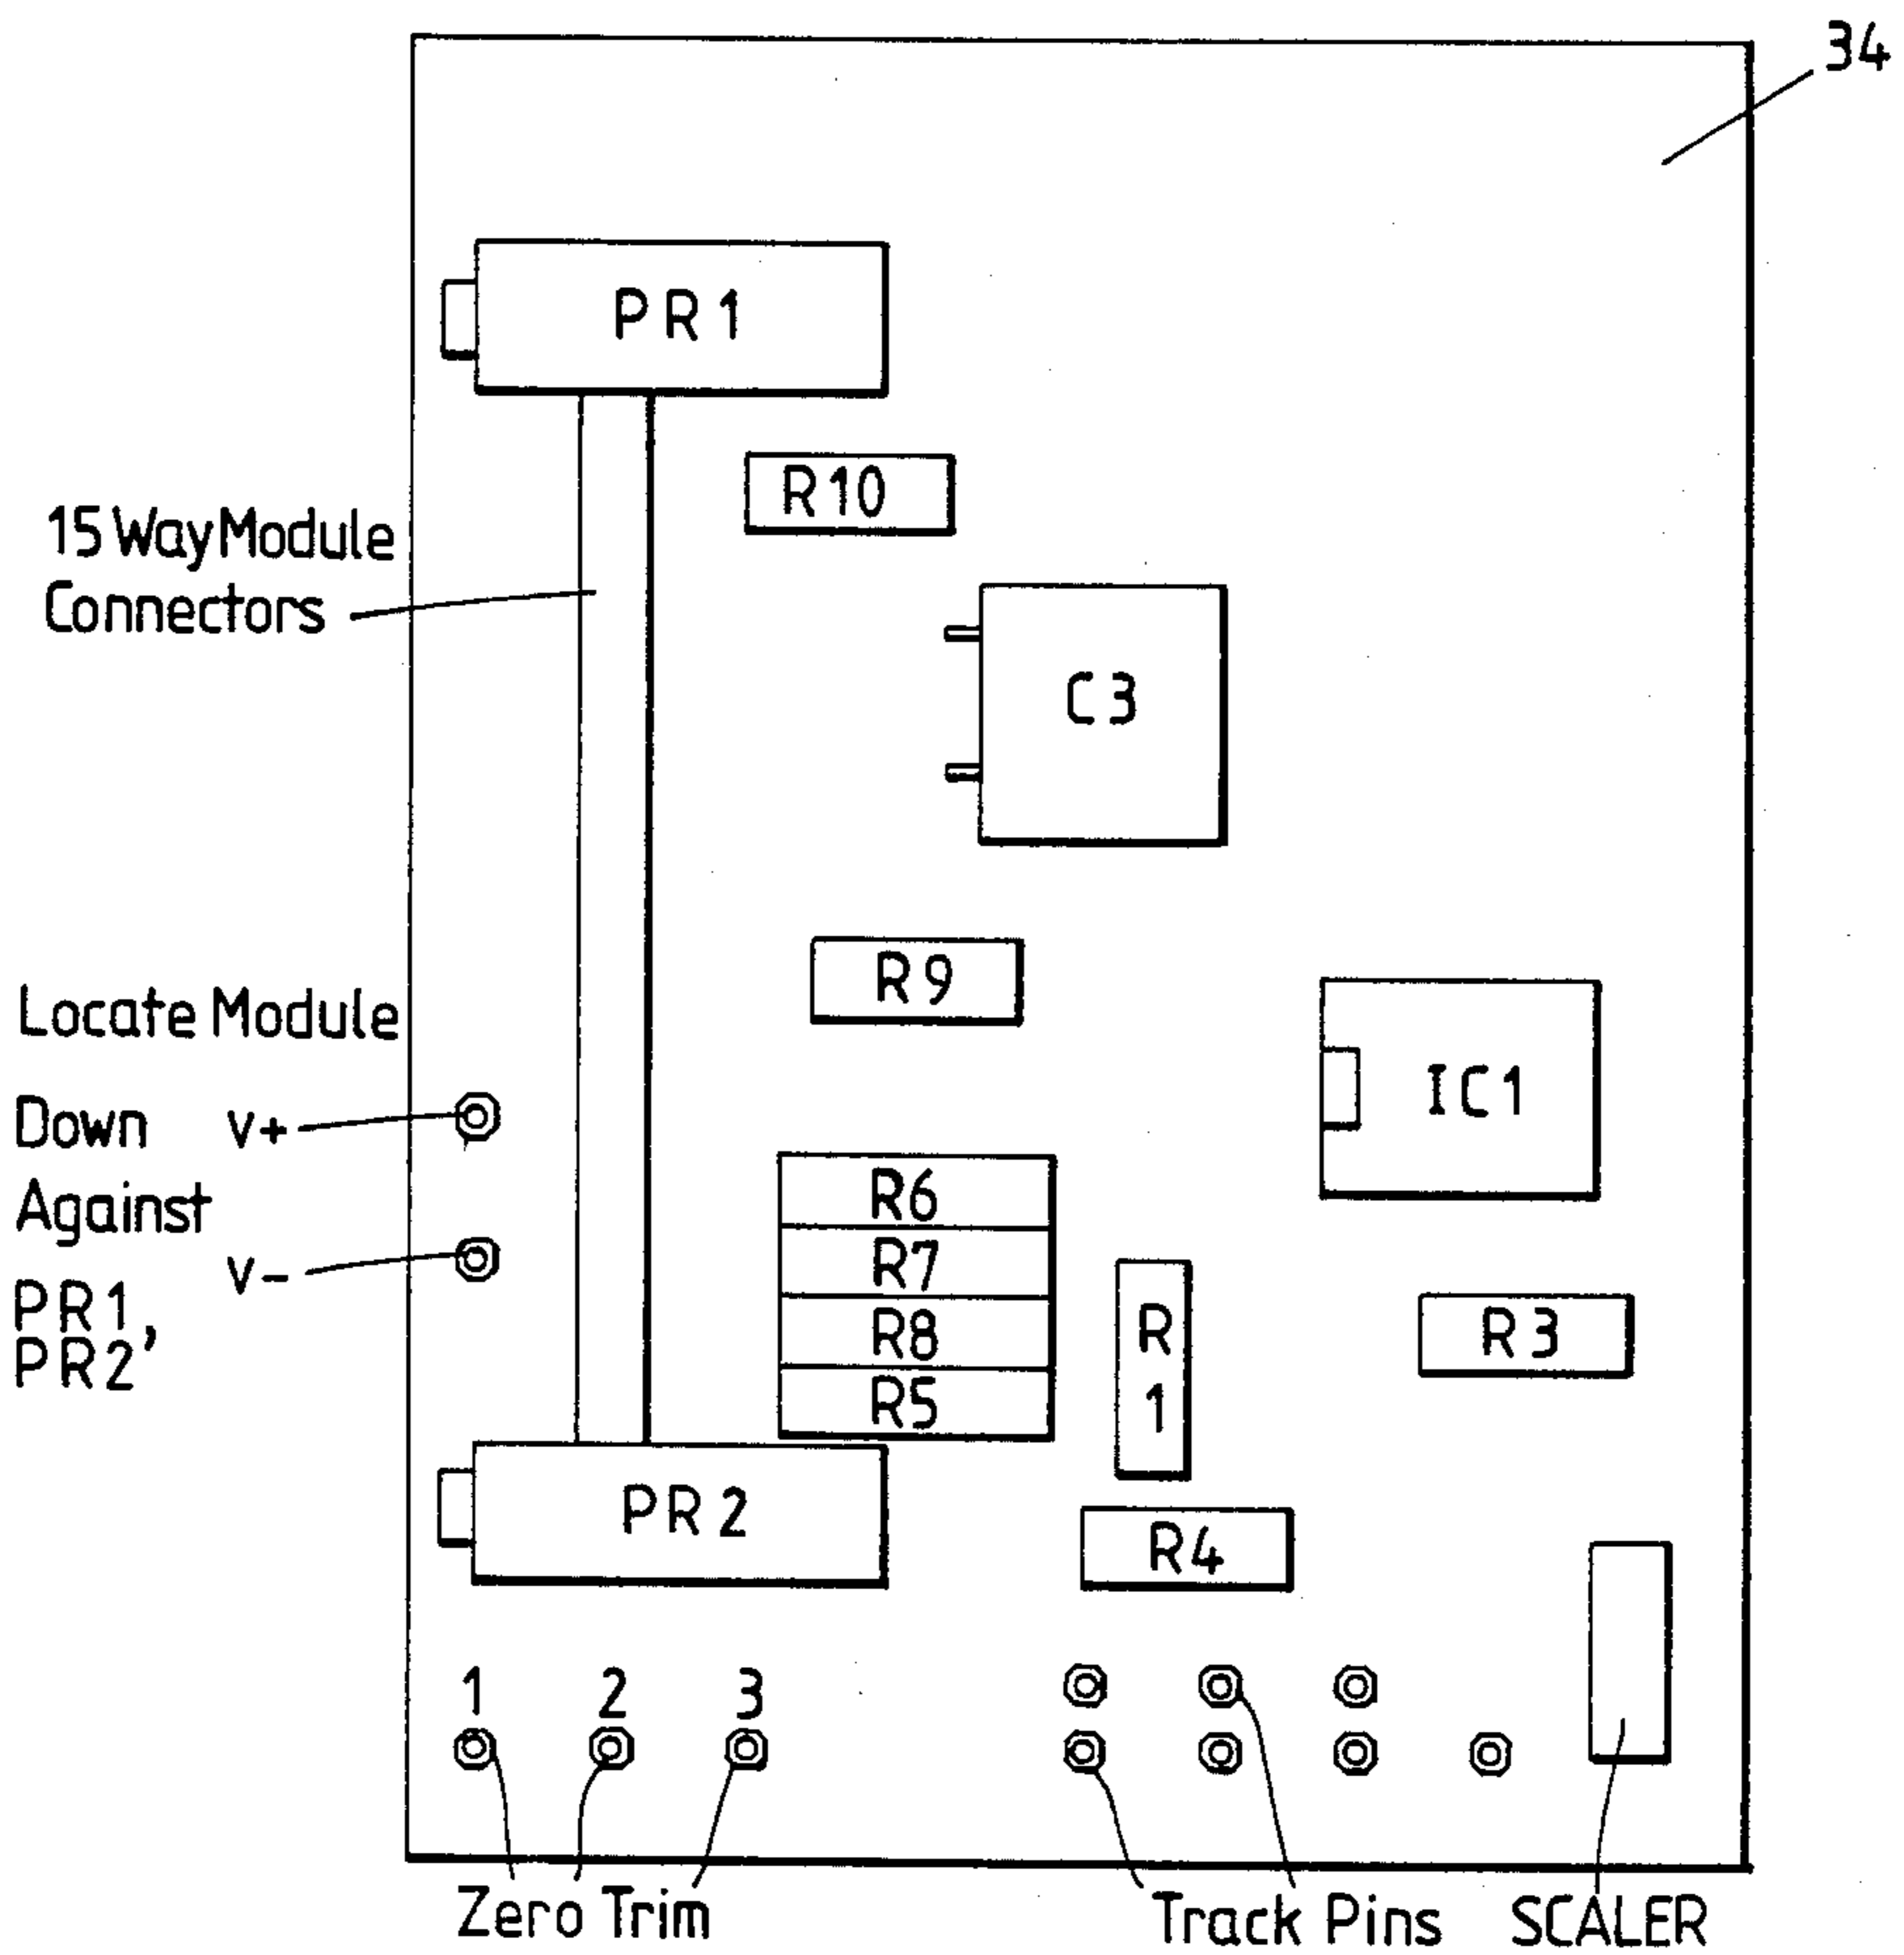 34
PR1
R10
15 Way Module
Connectors
C3
R9
Locate Module
IC1
Down
V+
Against
R6
V-
R7
PR1,
R1
R3
R8
PR2,
R5
PR2
R4
1 2 3
Zero Trim
Track Pins
SCALER